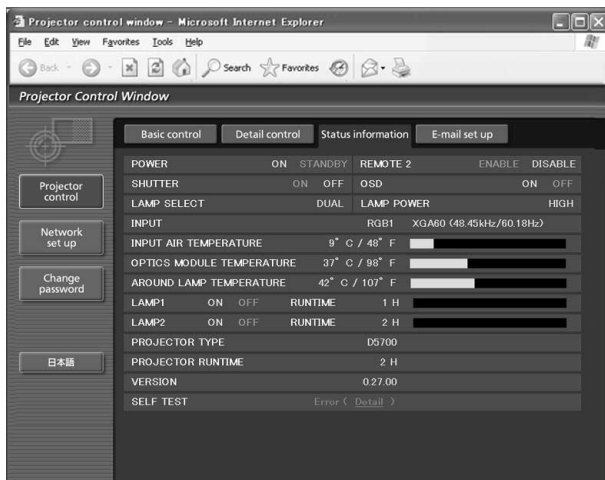 Projector control window - Microsoft Internet Explorer
File Edit View Favorites Tools Help
Back Search Favorites
Projector Control Window
Basic control Detail control Status information E-mail set up
Projector control
Network set up
Change password
日本語
POWER ON STANDBY REMOTE 2 ENABLE DISABLE
SHUTTER ON OFF OSD ON OFF
LAMP SELECT DUAL LAMP POWER HIGH
INPUT RGB1 XGA60 (48.45kHz/60.18Hz)
INPUT AIR TEMPERATURE 9° C / 48° F
OPTICS MODULE TEMPERATURE 37° C / 98° F
AROUND LAMP TEMPERATURE 42° C / 107° F
LAMP1 ON OFF RUNTIME 1 H
LAMP2 ON OFF RUNTIME 2 H
PROJECTOR TYPE D5700
PROJECTOR RUNTIME 2 H
VERSION 0.27.00
SELF TEST Error ( Detail )